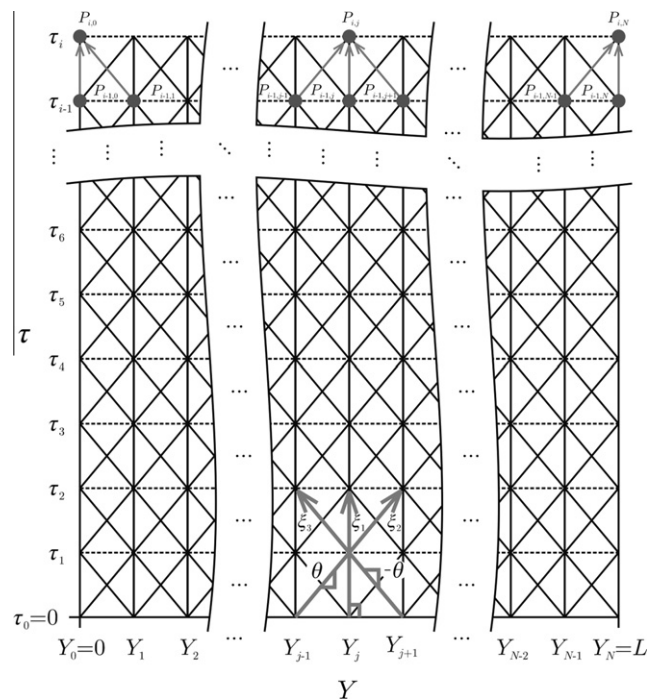 P_{i,0} P_{i,j} P_{i,N}
τ_i ... ...
P_{i-1,0} P_{i-1,1} P_{i-1,j-1} P_{i-1,j} P_{i-1,j+1} P_{i-1,N-1} P_{i-1,N}
τ_{i-1} ... ...
τ_6
τ_5
τ
τ_4
τ_3
τ_2
ξ_3 ξ_1 ξ_2
τ_1
θ -θ
τ_0=0
Y_0=0 Y_1 Y_2 Y_{j-1} Y_j Y_{j+1} Y_{N-2} Y_{N-1} Y_N=L
Y